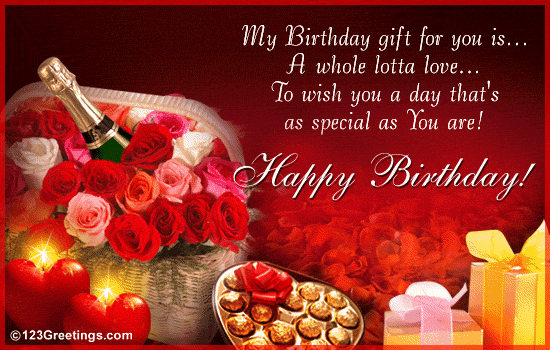 My Birthday gift for you is...
A whole lotta love...
To wish you a day that's
as special as You are!
Happy Birthday!
©123Greetings.com